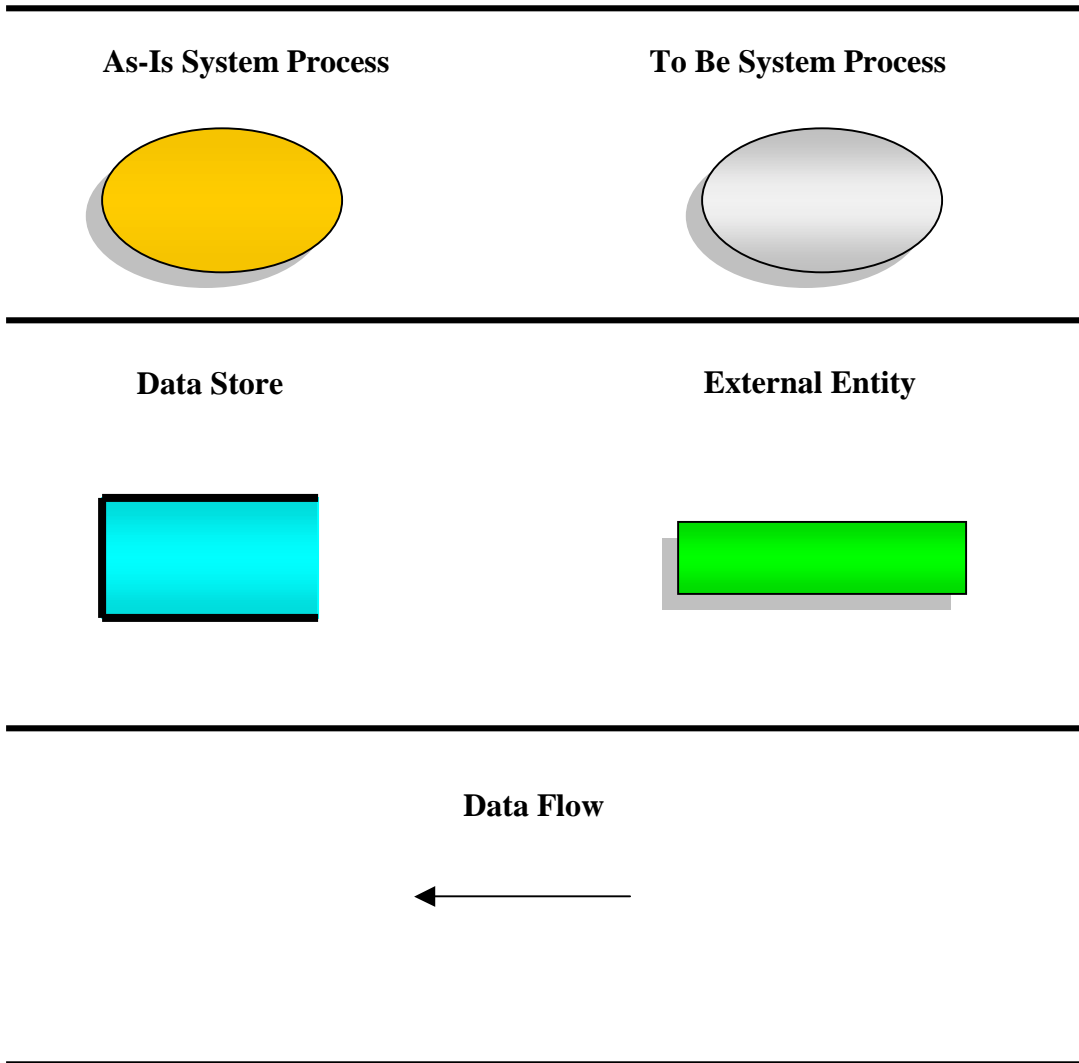 As-Is System Process
To Be System Process
Data Store
External Entity
Data Flow